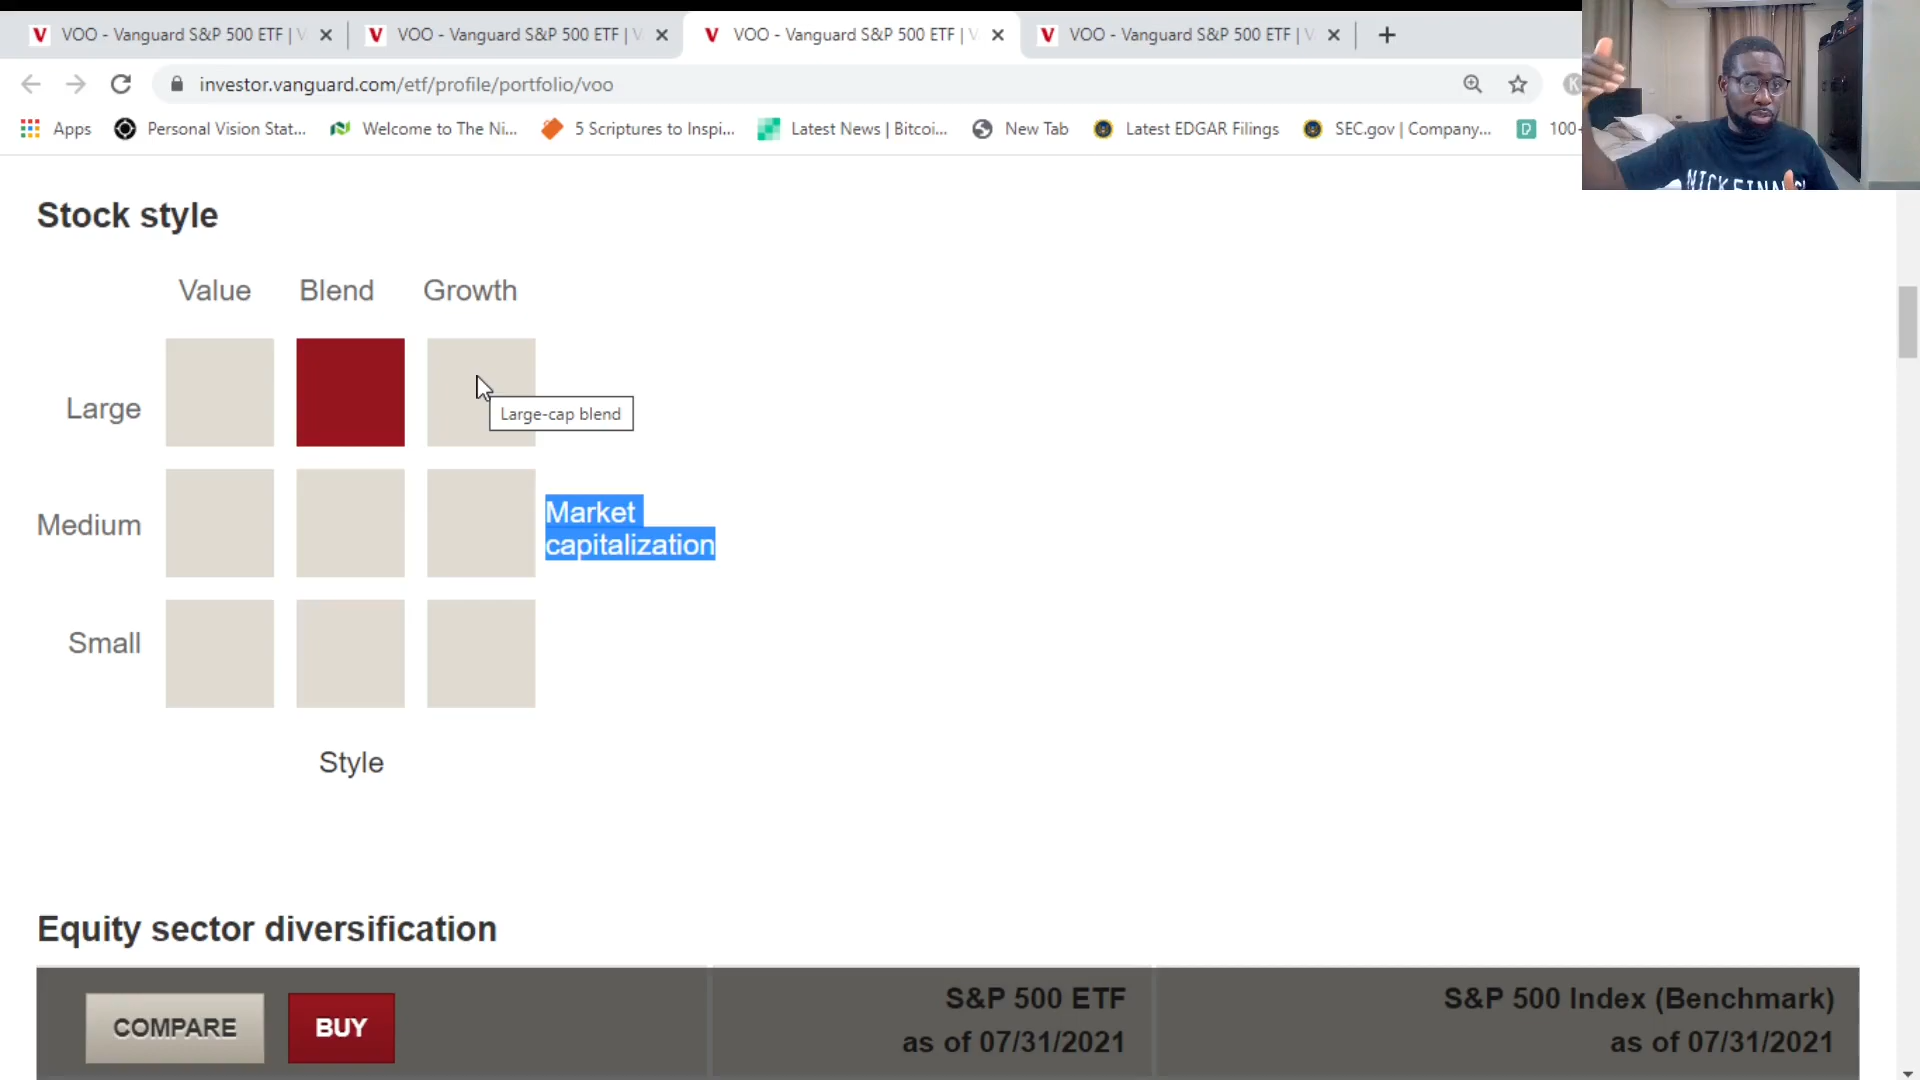 VOO - Vanguard S&P 500 ETF | V
VOO - Vanguard S&P 500 ETF | V
VOO - Vanguard S&P 500 ETF | V
VOO - Vanguard S&P 500 ETF | V
investor.vanguard.com/etf/profile/portfolio/voo
Apps
Personal Vision Stat...
Welcome to The Ni...
5 Scriptures to Inspi...
Latest News | Bitcoi...
New Tab
Latest EDGAR Filings
SEC.gov | Company...
100+
Stock style
Value Blend Growth
Large
Large-cap blend
Medium
Market
capitalization
Small
Style
Equity sector diversification
COMPARE
BUY
S&P 500 ETF
as of 07/31/2021
S&P 500 Index (Benchmark)
as of 07/31/2021